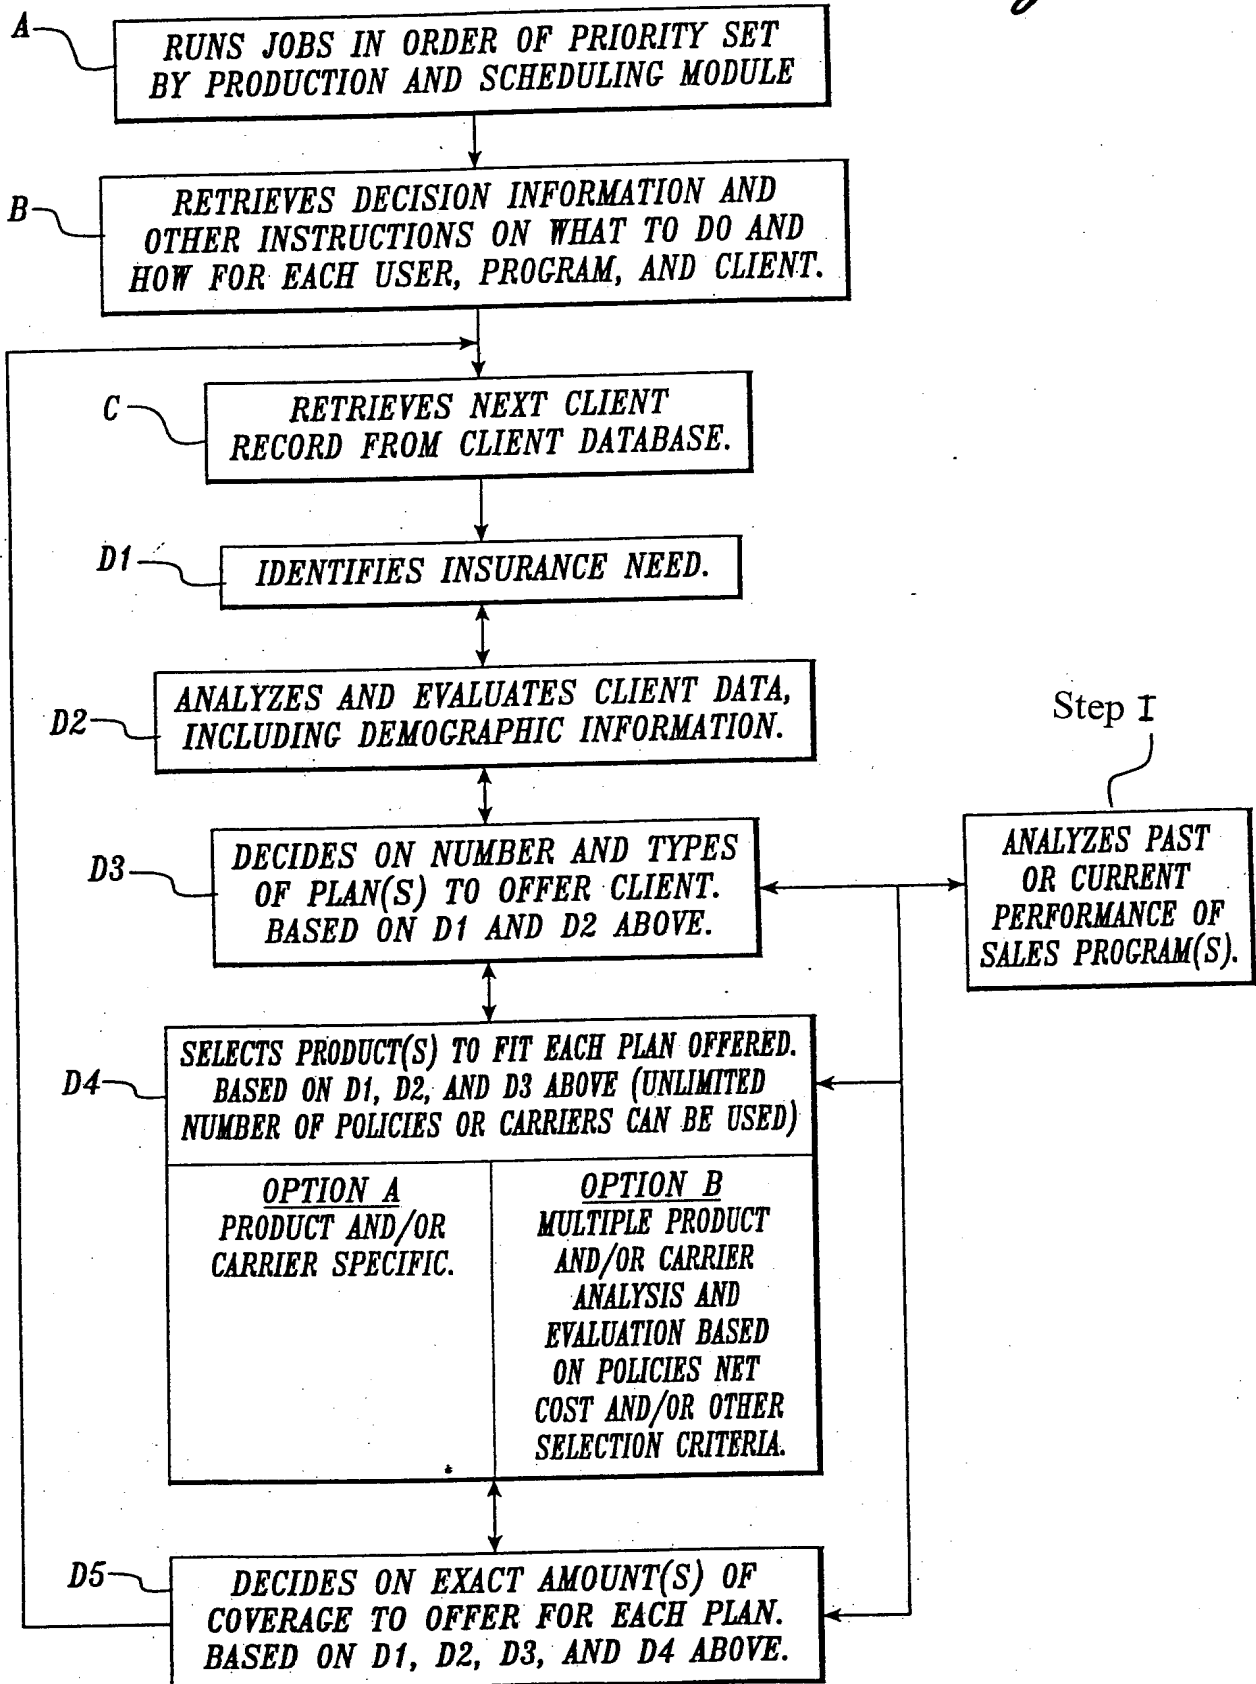 A
RUNS JOBS IN ORDER OF PRIORITY SET
BY PRODUCTION AND SCHEDULING MODULE
B
RETRIEVES DECISION INFORMATION AND
OTHER INSTRUCTIONS ON WHAT TO DO AND
HOW FOR EACH USER, PROGRAM, AND CLIENT.
C
RETRIEVES NEXT CLIENT
RECORD FROM CLIENT DATABASE.
D1
IDENTIFIES INSURANCE NEED.
D2
ANALYZES AND EVALUATES CLIENT DATA,
INCLUDING DEMOGRAPHIC INFORMATION.
Step I
D3
DECIDES ON NUMBER AND TYPES
OF PLAN(S) TO OFFER CLIENT.
BASED ON D1 AND D2 ABOVE.
ANALYZES PAST
OR CURRENT
PERFORMANCE OF
SALES PROGRAM(S).
D4
SELECTS PRODUCT(S) TO FIT EACH PLAN OFFERED.
BASED ON D1, D2, AND D3 ABOVE (UNLIMITED
NUMBER OF POLICIES OR CARRIERS CAN BE USED)
OPTION A
PRODUCT AND/OR
CARRIER SPECIFIC.
OPTION B
MULTIPLE PRODUCT
AND/OR CARRIER
ANALYSIS AND
EVALUATION BASED
ON POLICIES NET
COST AND/OR OTHER
SELECTION CRITERIA.
D5
DECIDES ON EXACT AMOUNT(S) OF
COVERAGE TO OFFER FOR EACH PLAN.
BASED ON D1, D2, D3, AND D4 ABOVE.